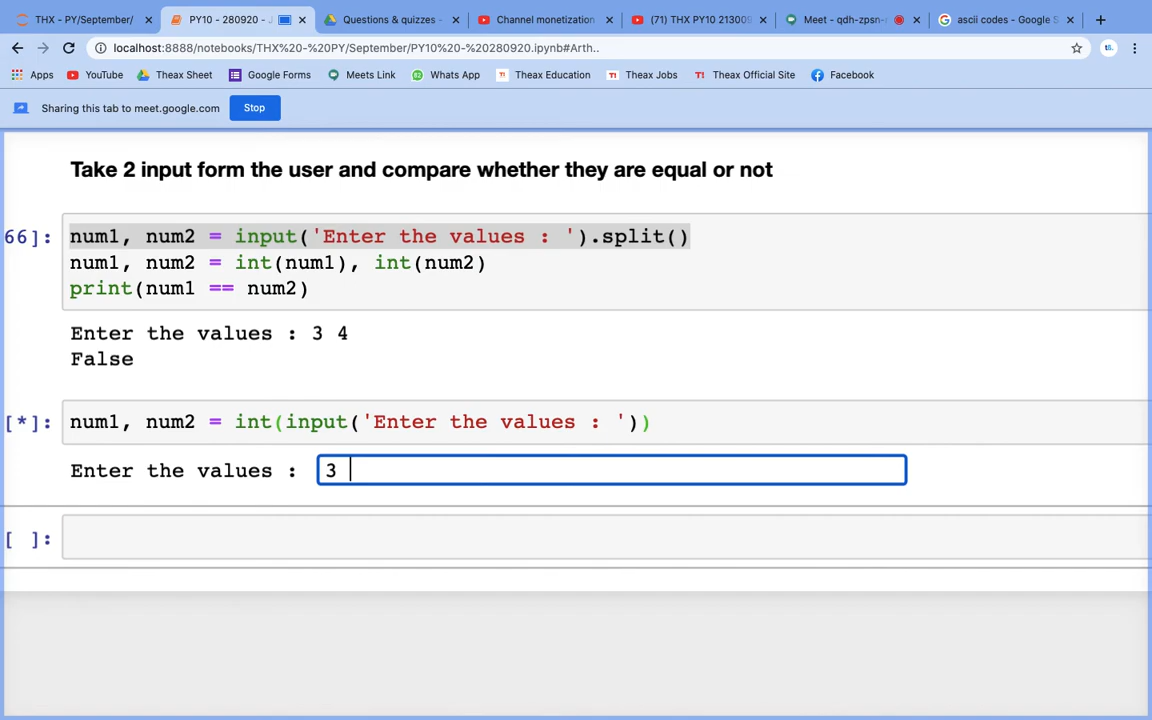 THX - PY/September/
PY10 - 280920 - J
Questions & quizzes -
Channel monetization
(71) THX PY10 21300
Meet - qdh-zpsn-
ascii codes - Google S
localhost:8888/notebooks/THX%20-%20PY/September/PY10%20-%20280920.ipynb#Arth..
Apps
YouTube
Theax Sheet
Google Forms
Meets Link
Whats App
Theax Education
Theax Jobs
Theax Official Site
Facebook
Sharing this tab to meet.google.com
Stop
Take 2 input form the user and compare whether they are equal or not
66]:
num1, num2 = input('Enter the values : ').split()
num1, num2 = int(num1), int(num2)
print(num1 == num2)
Enter the values : 3 4
False
[*]:
num1, num2 = int(input('Enter the values : '))
Enter the values : 3
[ ]: